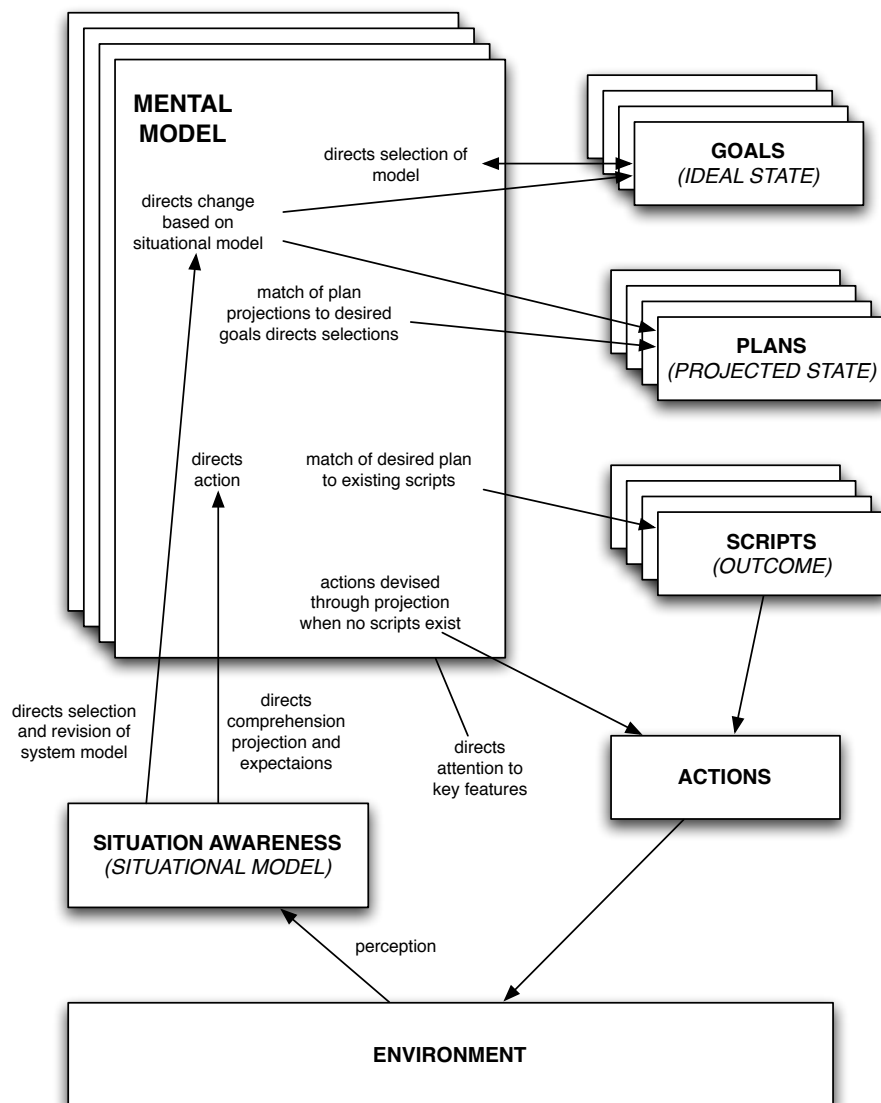 MENTAL
MODEL
directs selection of
model
GOALS
(IDEAL STATE)
directs change
based on
situational model
match of plan
projections to desired
goals directs selections
PLANS
(PROJECTED STATE)
directs
action
match of desired plan
to existing scripts
SCRIPTS
(OUTCOME)
actions devised
through projection
when no scripts exist
directs selection
and revision of
system model
directs
comprehension
projection and
expectaions
directs
attention to
key features
ACTIONS
SITUATION AWARENESS
(SITUATIONAL MODEL)
perception
ENVIRONMENT